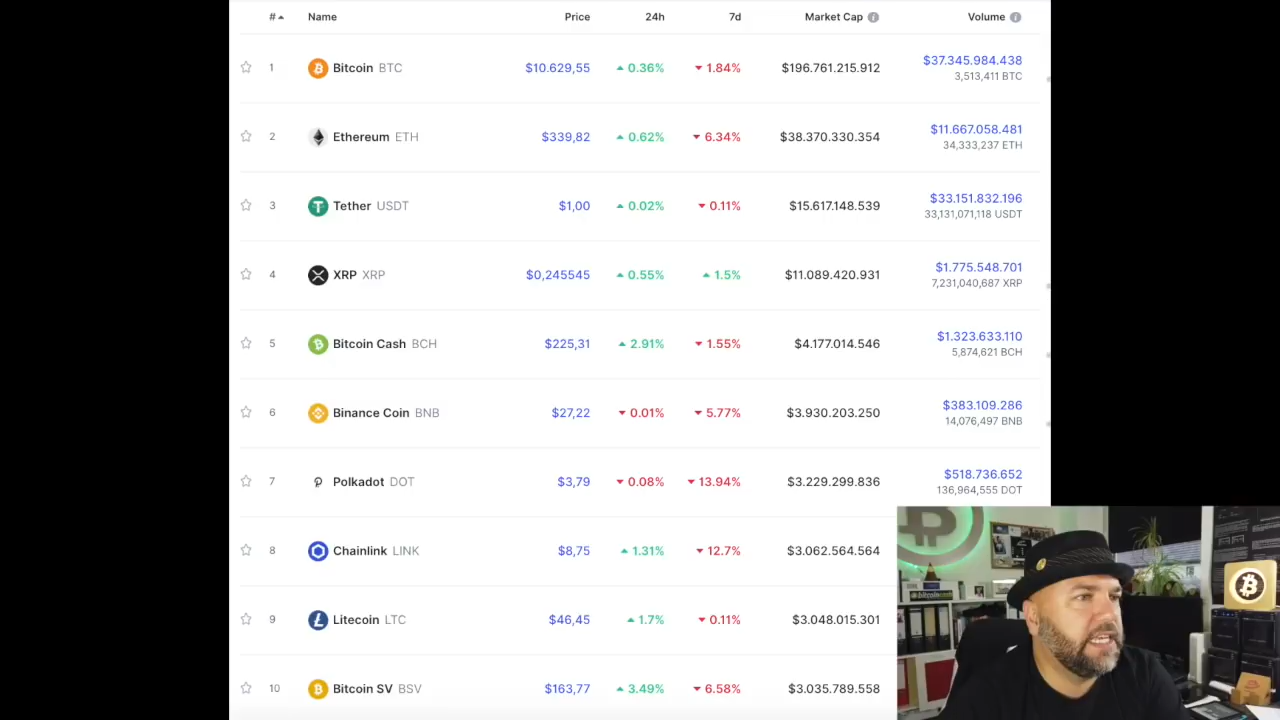 # Name Price 24h 7d Market Cap Volume
1 Bitcoin BTC $10.629,55 0.36% 1.84% $196.761.215.912 $37.345.984.438
3,513,411 BTC
2 Ethereum ETH $339,82 0.62% 6.34% $38.370.330.354 $11.667.058.481
34,333,237 ETH
3 Tether USDT $1,00 0.02% 0.11% $15.617.148.539 $33.151.832.196
33,131,071,118 USDT
4 XRP XRP $0,245545 0.55% 1.5% $11.089.420.931 $1.775.548.701
7,231,040,687 XRP
5 Bitcoin Cash BCH $225,31 2.91% 1.55% $4.177.014.546 $1.323.633.110
5,874,621 BCH
6 Binance Coin BNB $27,22 0.01% 5.77% $3.930.203.250 $383.109.286
14,076,497 BNB
7 Polkadot DOT $3,79 0.08% 13.94% $3.229.299.836 $518.736.652
136,964,555 DOT
8 Chainlink LINK $8,75 1.31% 12.7% $3.062.564.564
9 Litecoin LTC $46,45 1.7% 0.11% $3.048.015.301
10 Bitcoin SV BSV $163,77 3.49% 6.58% $3.035.789.558
bitcoin